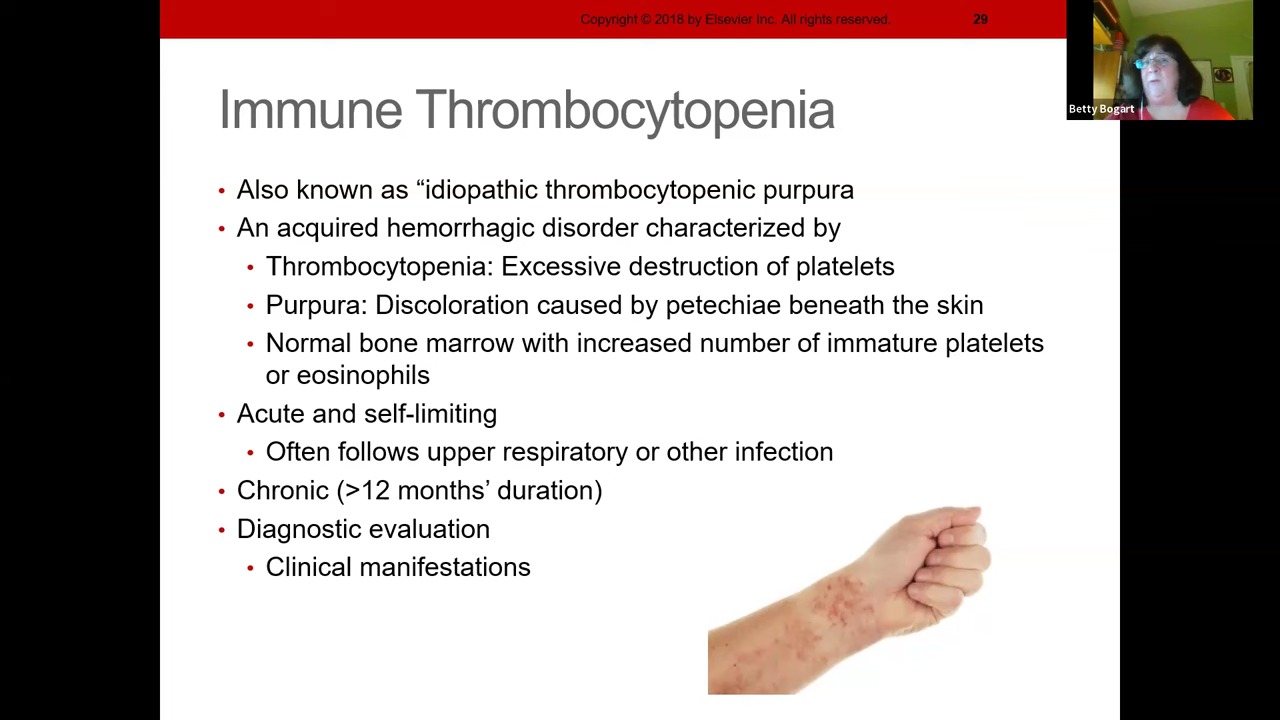 Copyright © 2018 by Elsevier Inc. All rights reserved. 29
Betty Bogart
Immune Thrombocytopenia
• Also known as “idiopathic thrombocytopenic purpura
• An acquired hemorrhagic disorder characterized by
• Thrombocytopenia: Excessive destruction of platelets
• Purpura: Discoloration caused by petechiae beneath the skin
• Normal bone marrow with increased number of immature platelets
or eosinophils
• Acute and self-limiting
• Often follows upper respiratory or other infection
• Chronic (>12 months’ duration)
• Diagnostic evaluation
• Clinical manifestations